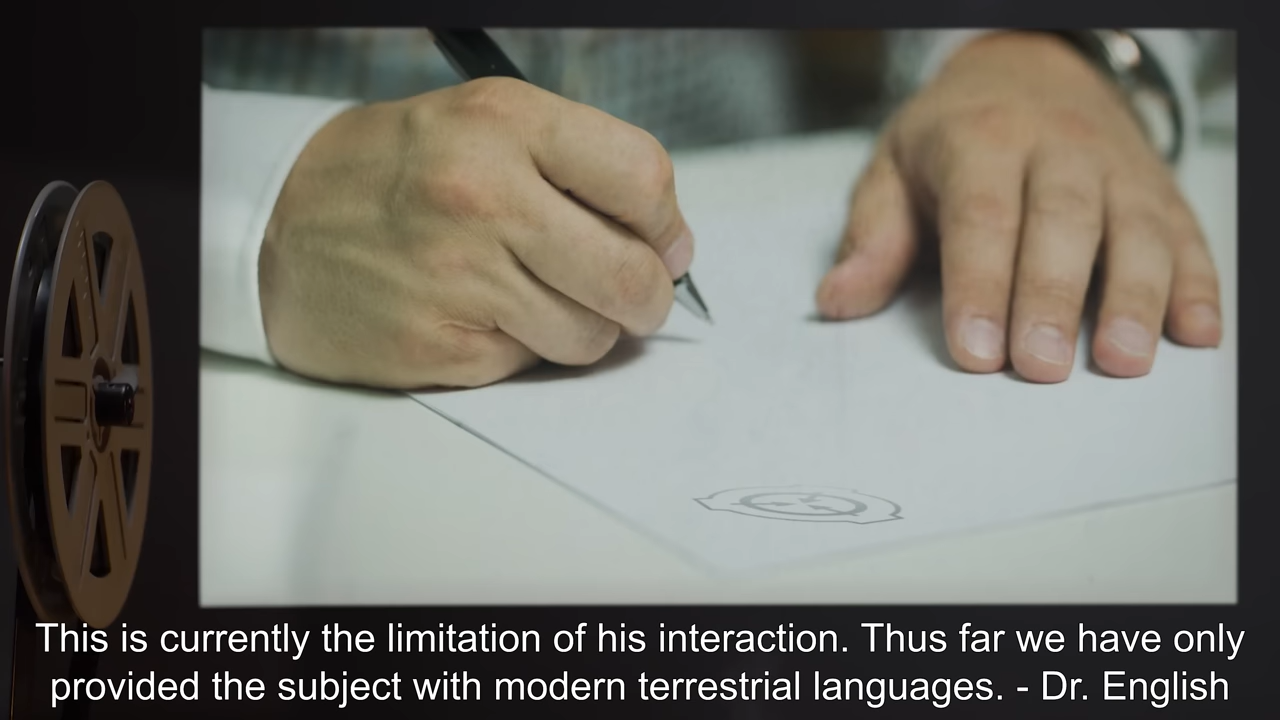 This is currently the limitation of his interaction. Thus far we have only
provided the subject with modern terrestrial languages. - Dr. English